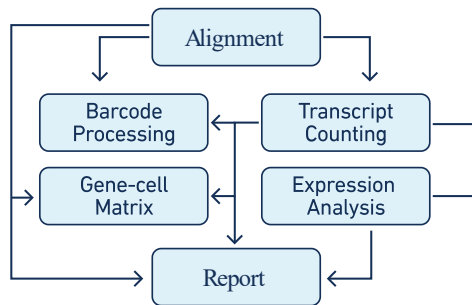 Alignment
Barcode
Processing
Transcript
Counting
Gene-cell
Matrix
Expression
Analysis
Report